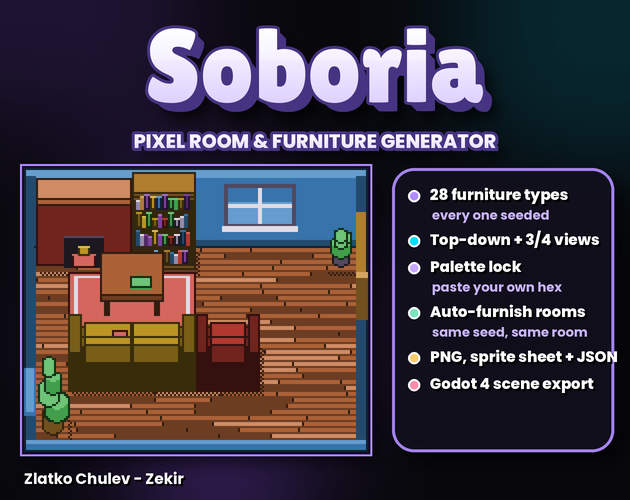 Soboria
PIXEL ROOM & FURNITURE GENERATOR
28 furniture types
every one seeded
Top-down + 3/4 views
Palette lock
paste your own hex
Auto-furnish rooms
same seed, same room
PNG, sprite sheet + JSON
Godot 4 scene export
Zlatko Chulev - Zekir